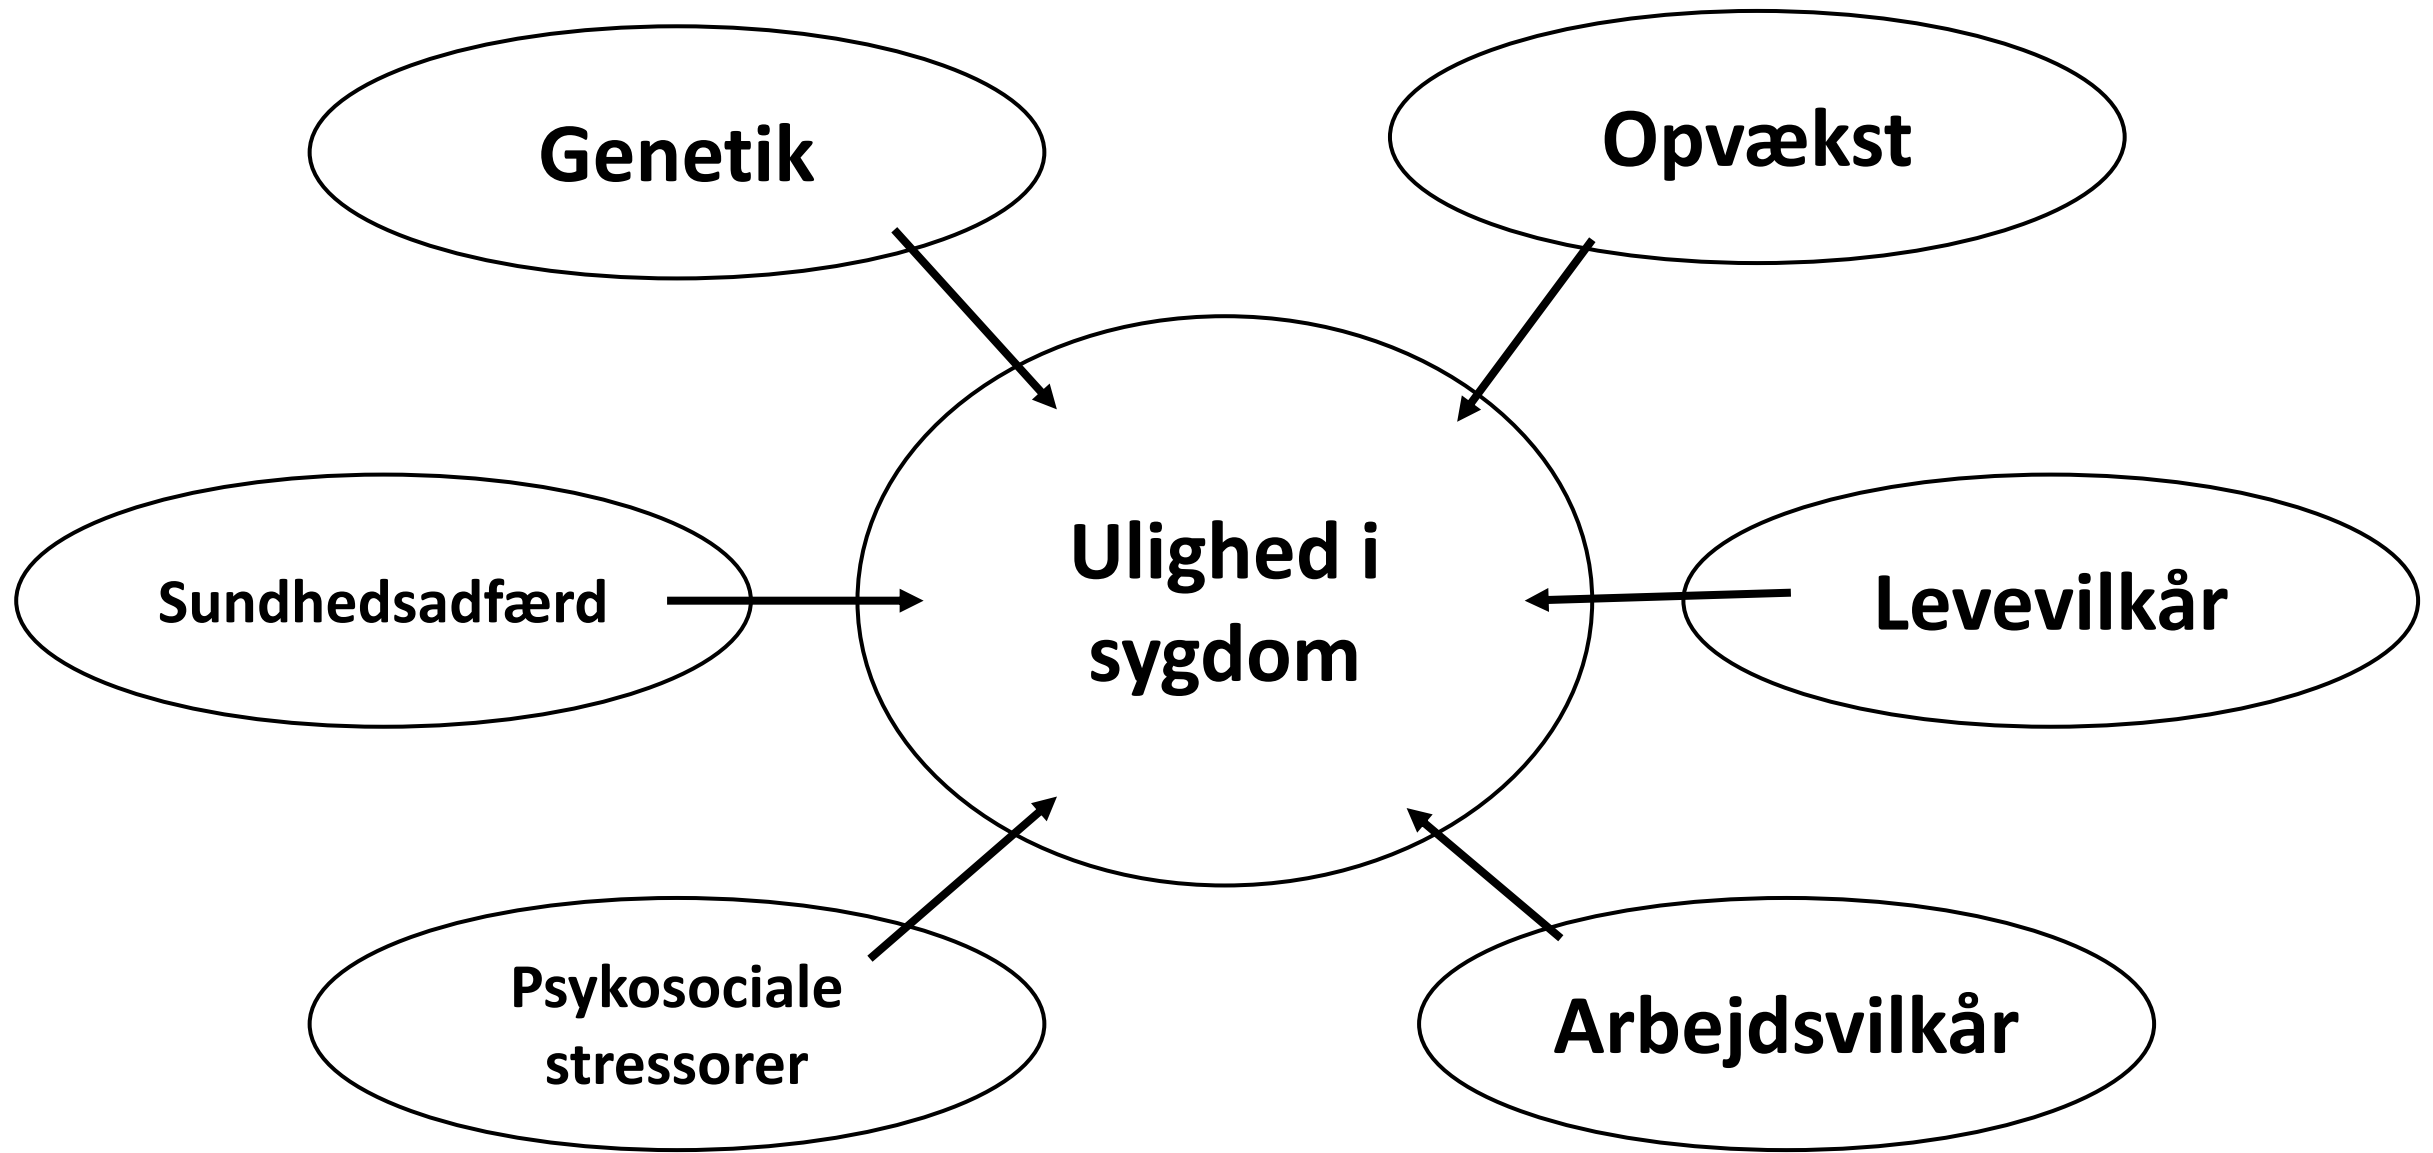 Genetik
Opvækst
Ulighed i
sygdom
Sundhedsadfærd
Levevilkår
Psykosociale
stressorer
Arbejdsvilkår